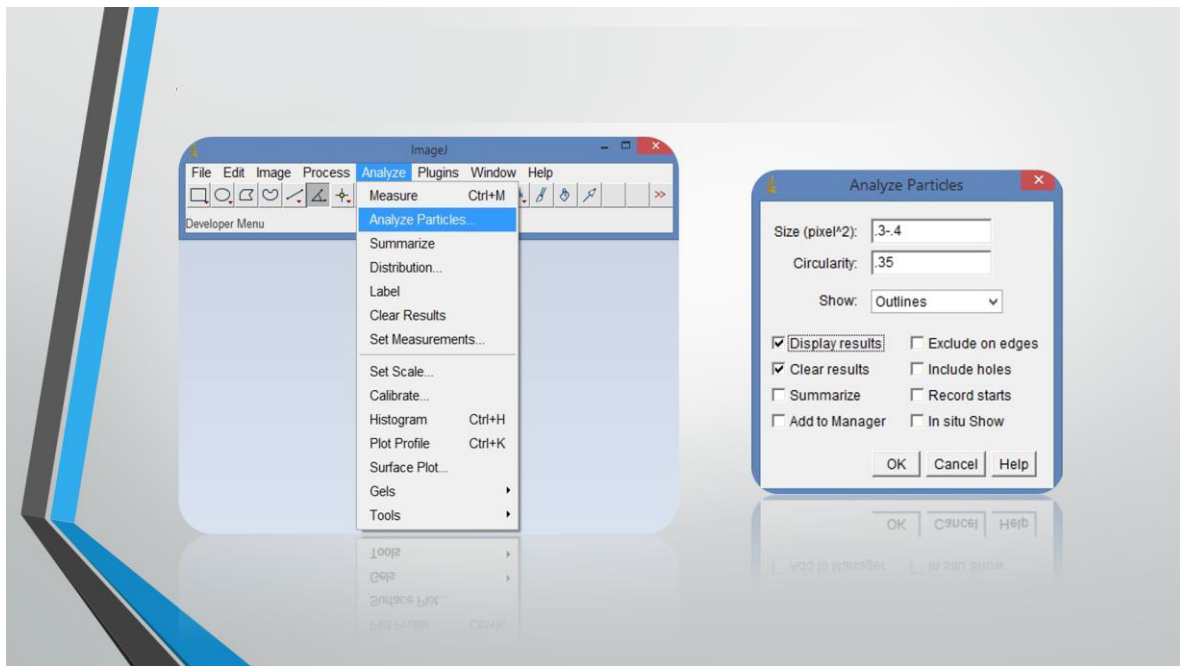 ImageJ
File Edit Image Process Analyze Plugins Window Help
Developer Menu
Measure Ctrl+M
Analyze Particles...
Summarize
Distribution...
Label
Clear Results
Set Measurements...
Set Scale...
Calibrate...
Histogram Ctrl+H
Plot Profile Ctrl+K
Surface Plot...
Gels
Tools
Analyze Particles
Size (pixel^2): .3-.4
Circularity: .35
Show: Outlines
Display results Exclude on edges
Clear results Include holes
Summarize Record starts
Add to Manager In situ Show
OK Cancel Help